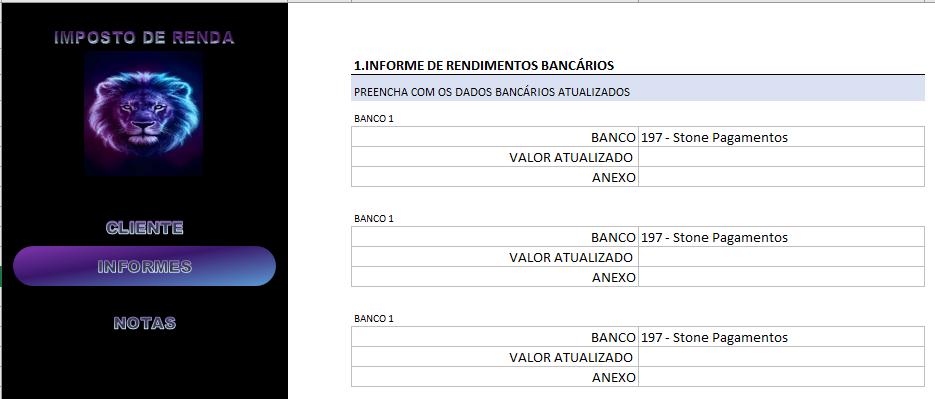 IMPOSTO DE RENDA
CLIENTE
INFORMES
NOTAS
1.INFORME DE RENDIMENTOS BANCÁRIOS
PREENCHA COM OS DADOS BANCÁRIOS ATUALIZADOS
BANCO 1
BANCO 197 - Stone Pagamentos
VALOR ATUALIZADO
ANEXO
BANCO 1
BANCO 197 - Stone Pagamentos
VALOR ATUALIZADO
ANEXO
BANCO 1
BANCO 197 - Stone Pagamentos
VALOR ATUALIZADO
ANEXO